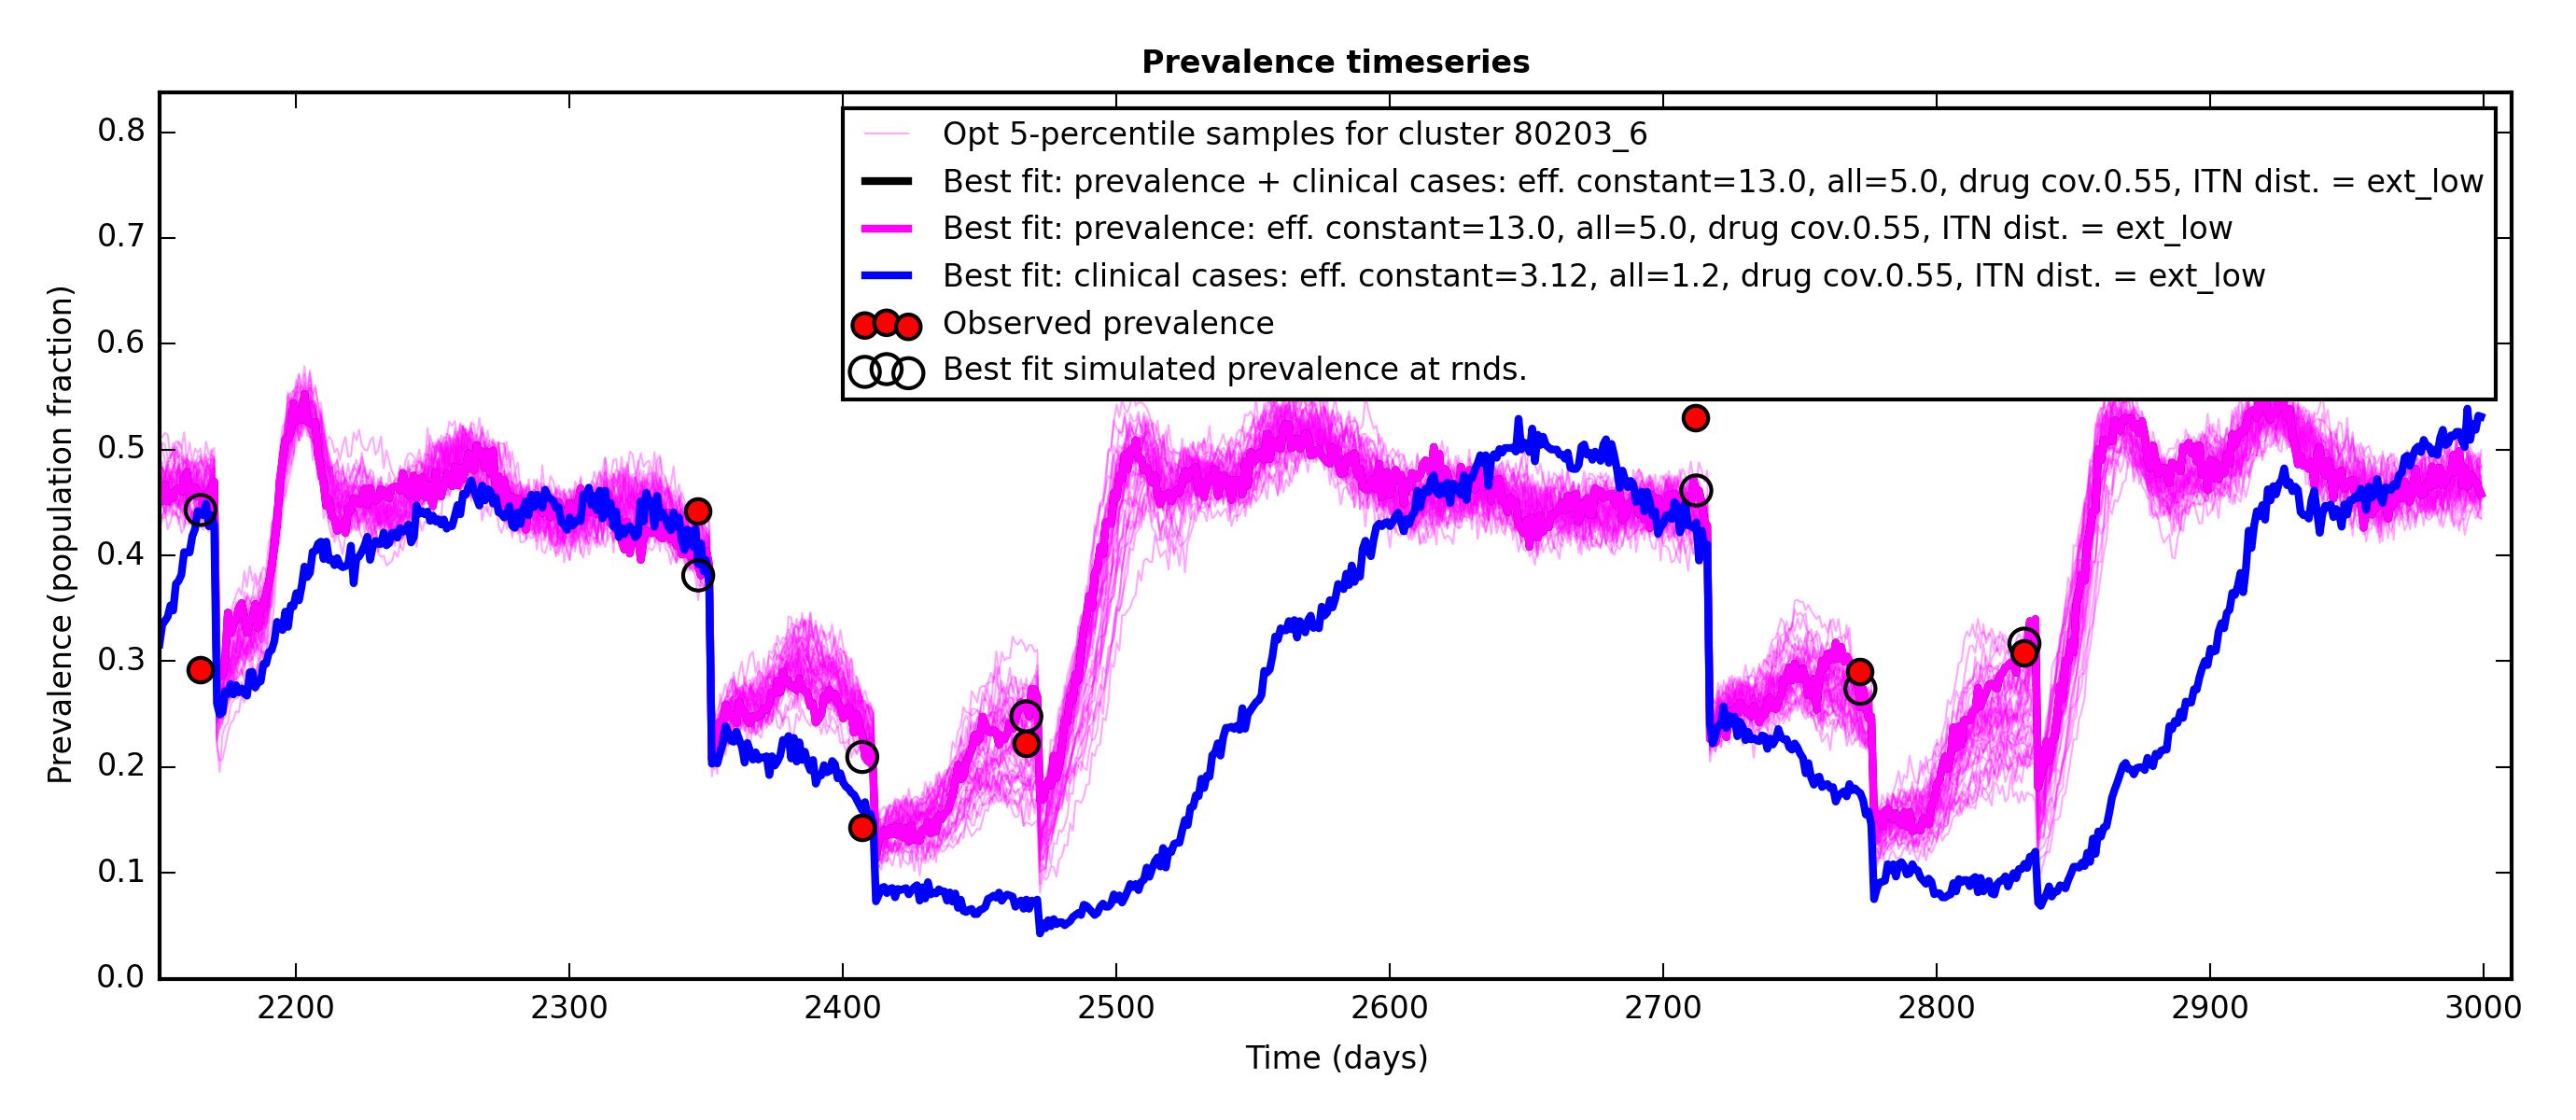 Prevalence timeseries
Opt 5-percentile samples for cluster 80203_6
Best fit: prevalence + clinical cases: eff. constant=13.0, all=5.0, drug cov.0.55, ITN dist. = ext_low
Best fit: prevalence: eff. constant=13.0, all=5.0, drug cov.0.55, ITN dist. = ext_low
Best fit: clinical cases: eff. constant=3.12, all=1.2, drug cov.0.55, ITN dist. = ext_low
Observed prevalence
Best fit simulated prevalence at rnds.
Prevalence (population fraction)
0.8
0.7
0.6
0.5
0.4
0.3
0.2
0.1
0.0
2200 2300 2400 2500 2600 2700 2800 2900 3000
Time (days)